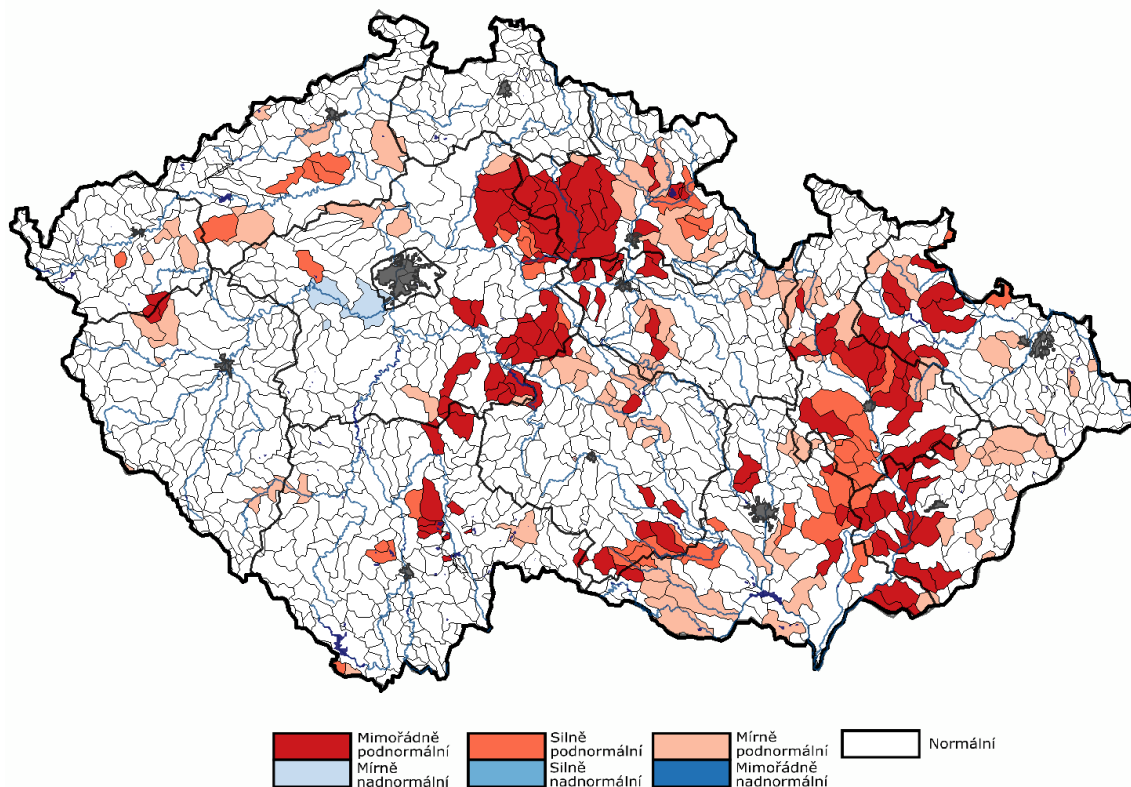 Mimořádně
podnormální
Silně
podnormální
Mírně
podnormální
Normální
Mírně
nadnormální
Silně
nadnormální
Mimořádně
nadnormální